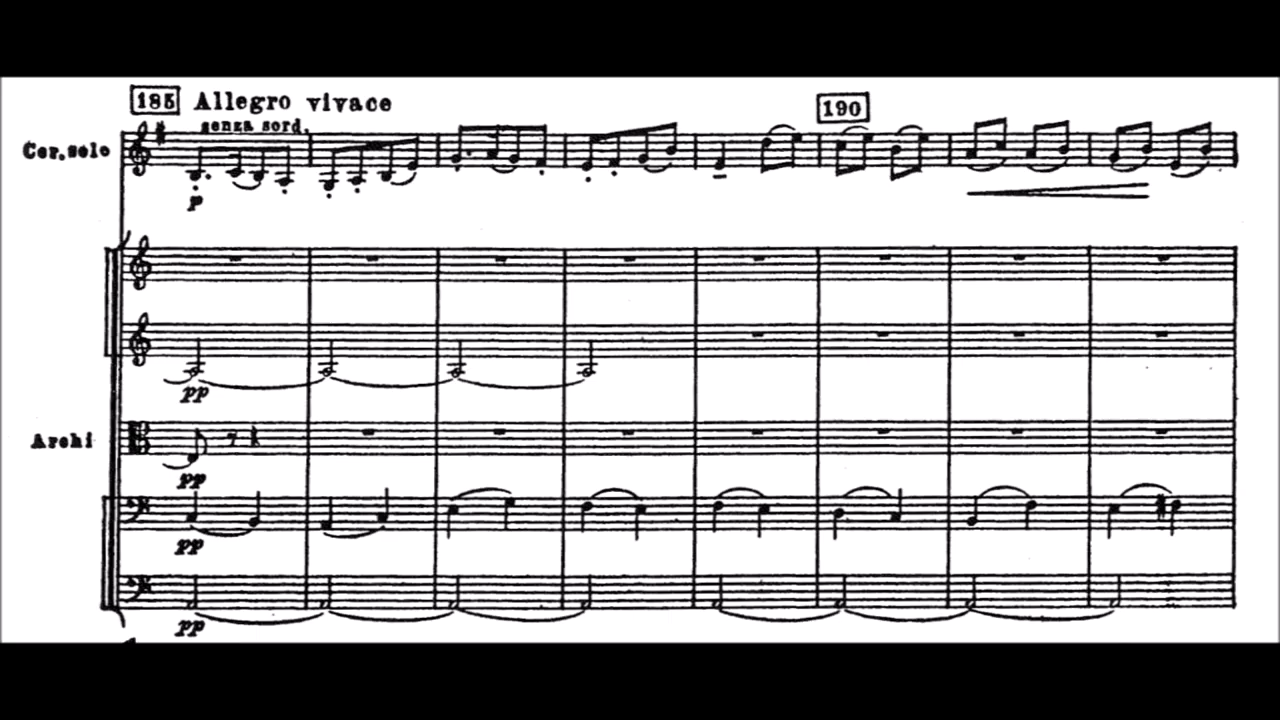 185 Allegro vivace 190
senza sord.
Cor. solo
p
pp
Archi
pp
pp
pp